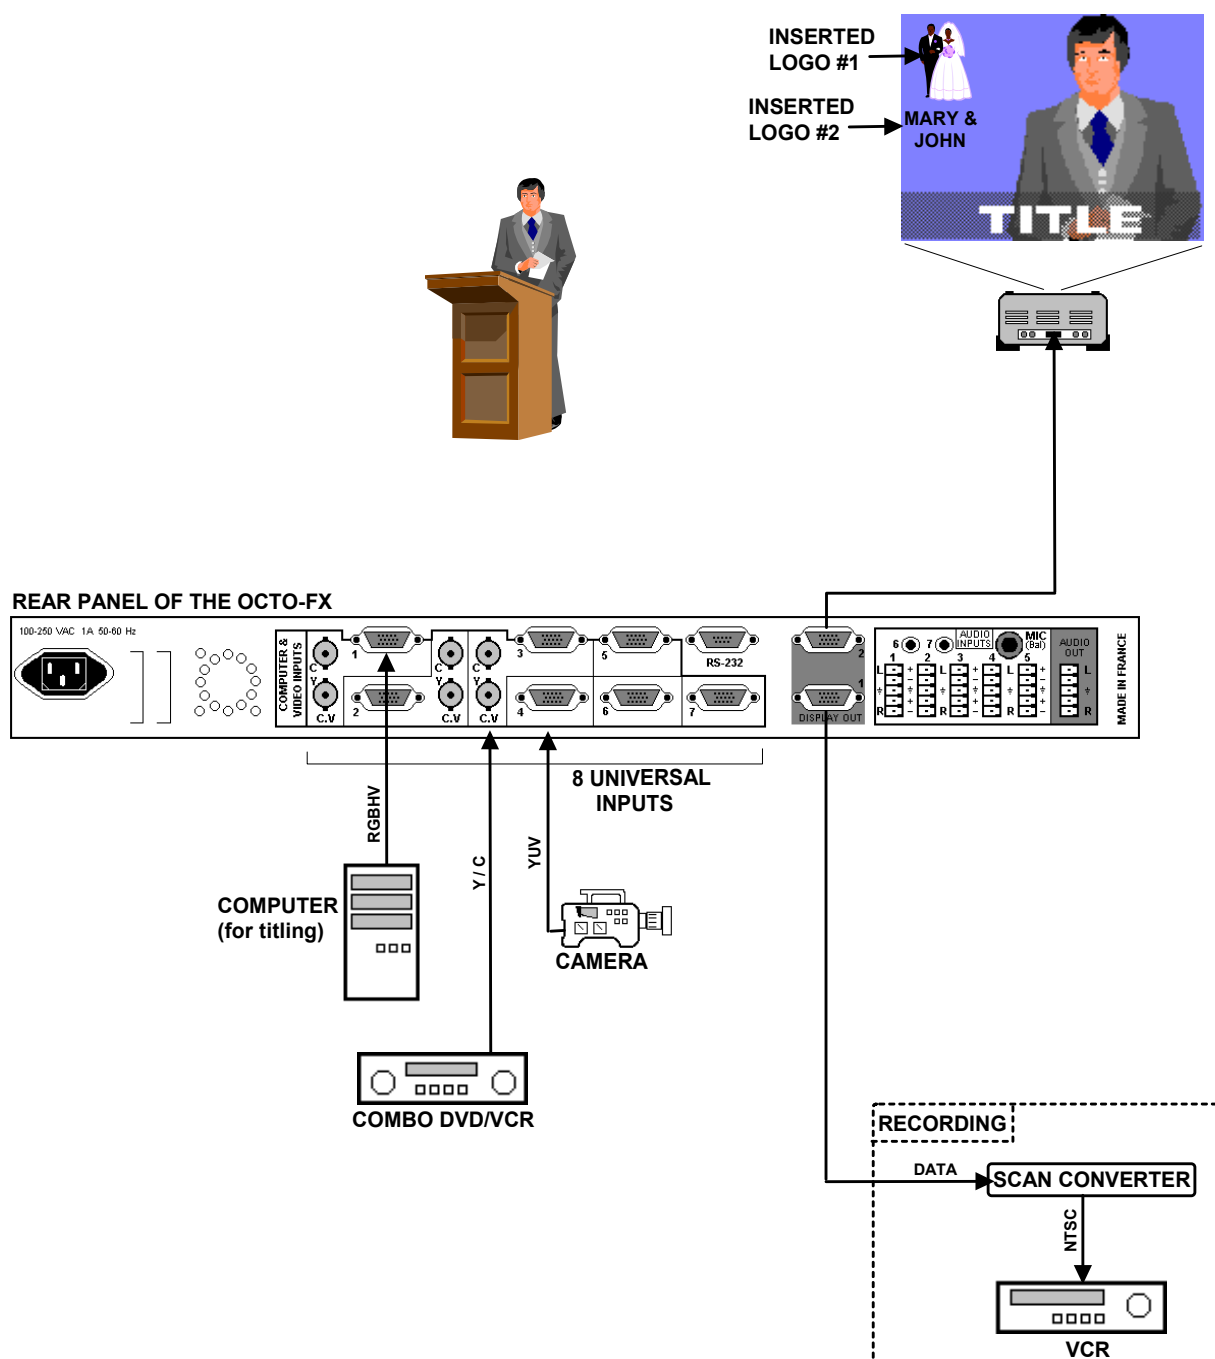 INSERTED
LOGO #1
INSERTED
LOGO #2
MARY &
JOHN
TITLE
REAR PANEL OF THE OCTO-FX
100-250 VAC 1A 50-60 Hz
COMPUTER &
VIDEO INPUTS
C
Y
C.V
1
2
C
Y
C.V
C
Y
C.V
3
4
5
6
RS-232
7
2
1
DISPLAY OUT
6
7
AUDIO
INPUTS
MIC
(Bal)
1 2 3 4 5
L + L + L +
- - -
+ + +
R - R - R -
AUDIO
OUT
L
R
MADE IN FRANCE
8 UNIVERSAL
INPUTS
RGBHV
Y / C
YUV
COMPUTER
(for titling)
CAMERA
COMBO DVD/VCR
RECORDING
DATA
SCAN CONVERTER
NTSC
VCR